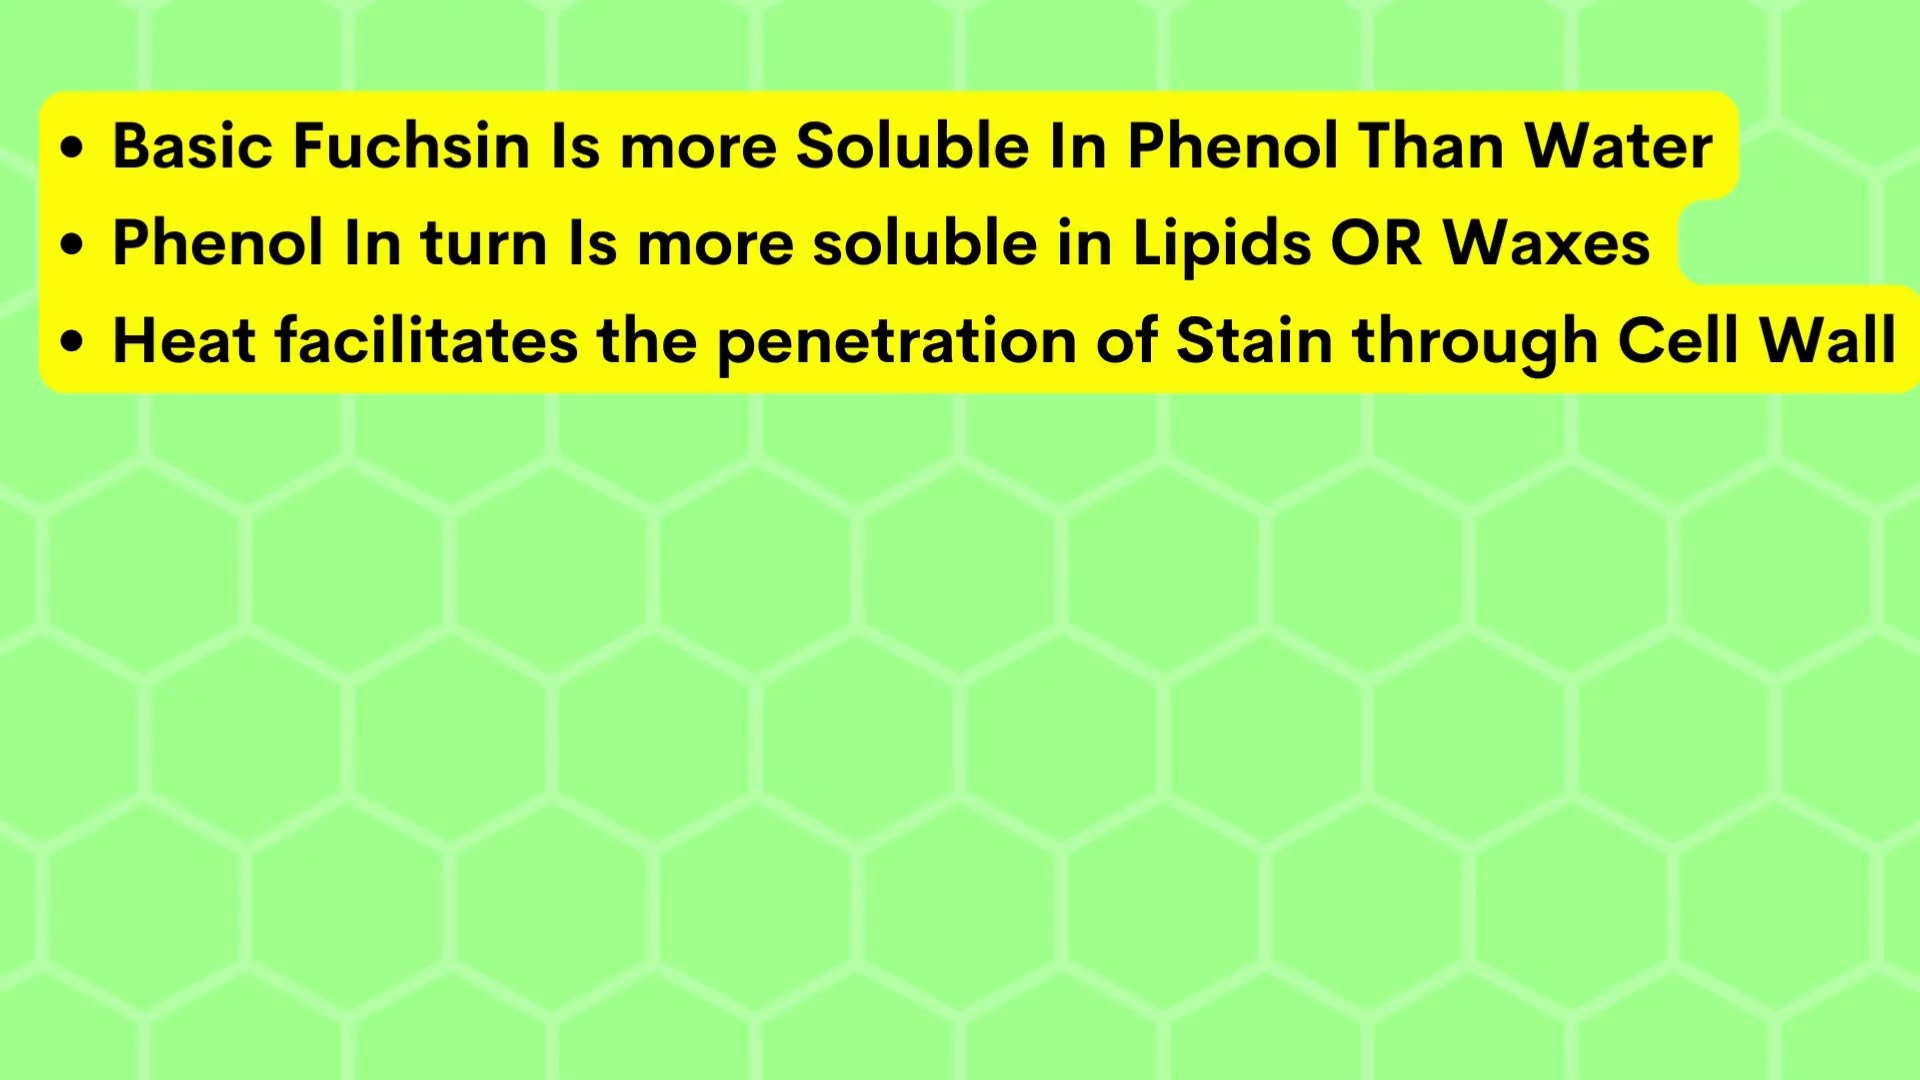 • Basic Fuchsin Is more Soluble In Phenol Than Water
• Phenol In turn Is more soluble in Lipids OR Waxes
• Heat facilitates the penetration of Stain through Cell Wall